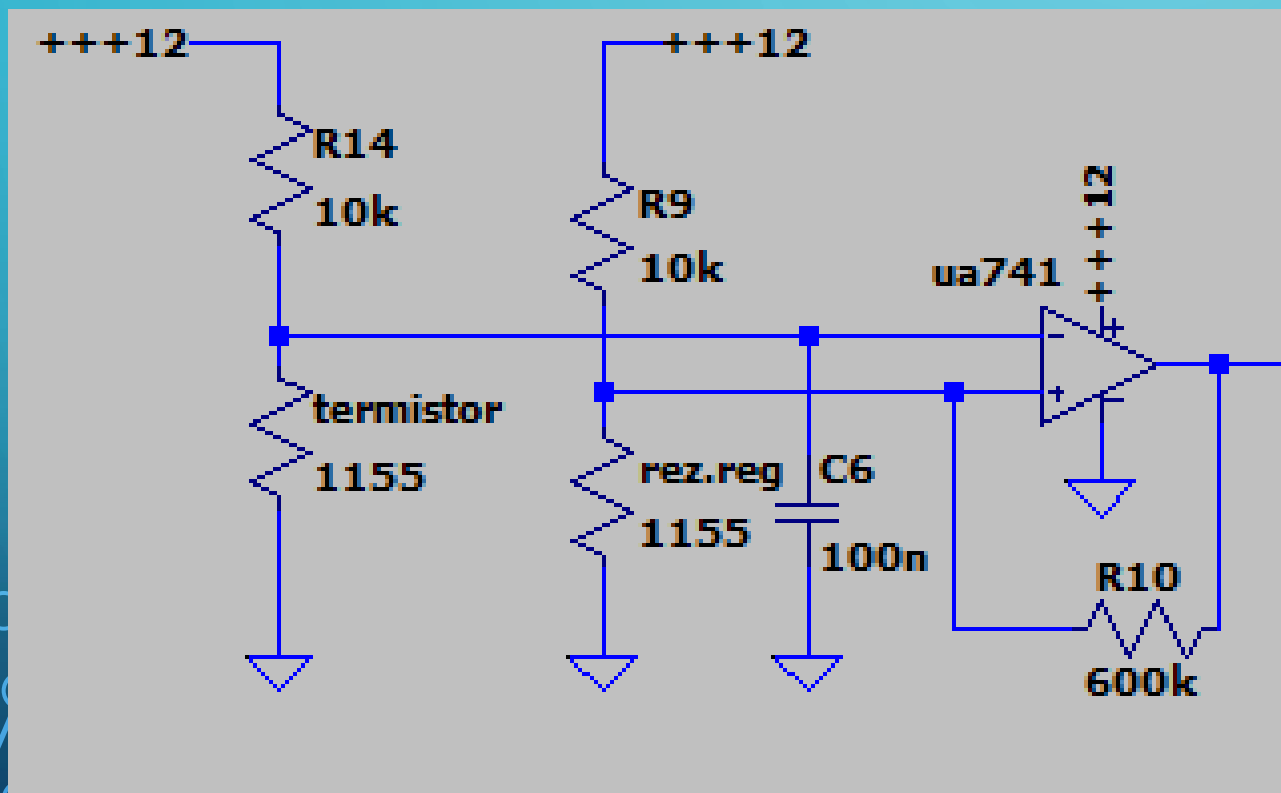 +++12
+++12
R14
10k
R9
10k
+++12
ua741
-
+
+
-
termistor
1155
rez.reg
1155
C6
100n
R10
600k